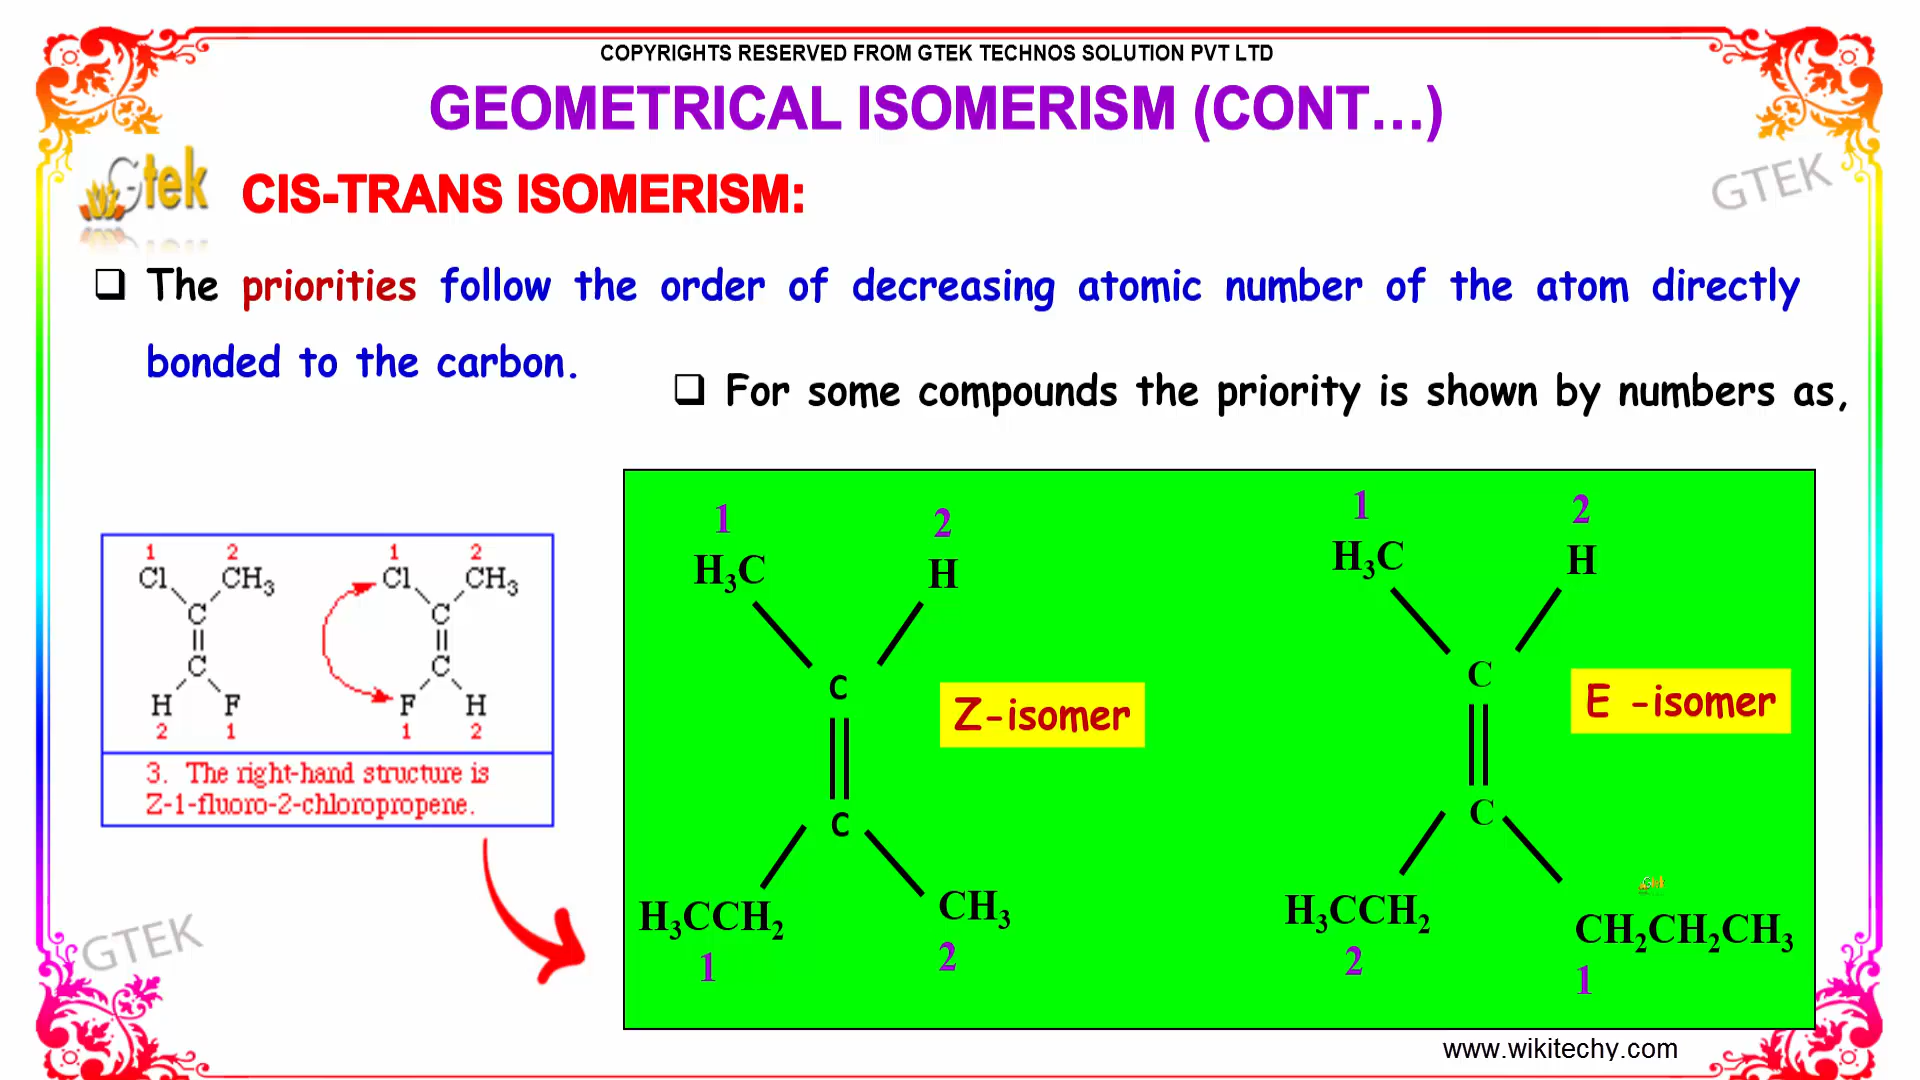 COPYRIGHTS RESERVED FROM GTEK TECHNOS SOLUTION PVT LTD
GEOMETRICAL ISOMERISM (CONT...)
Gtek
GTEK
CIS-TRANS ISOMERISM:
❑ The priorities follow the order of decreasing atomic number of the atom directly
bonded to the carbon.
❑ For some compounds the priority is shown by numbers as,
1 2 1 2
Cl CH₃ Cl CH₃
C C
C C
H F F H
2 1 1 2
3. The right-hand structure is
Z-1-fluoro-2-chloropropene.
1 2
H₃C H
C
Z-isomer
C
H₃CCH₂ CH₃
1 2
1 2
H₃C H
C
E -isomer
C
Gtek
H₃CCH₂ CH₂CH₂CH₃
2 1
GTEK
www.wikitechy.com
GTEK